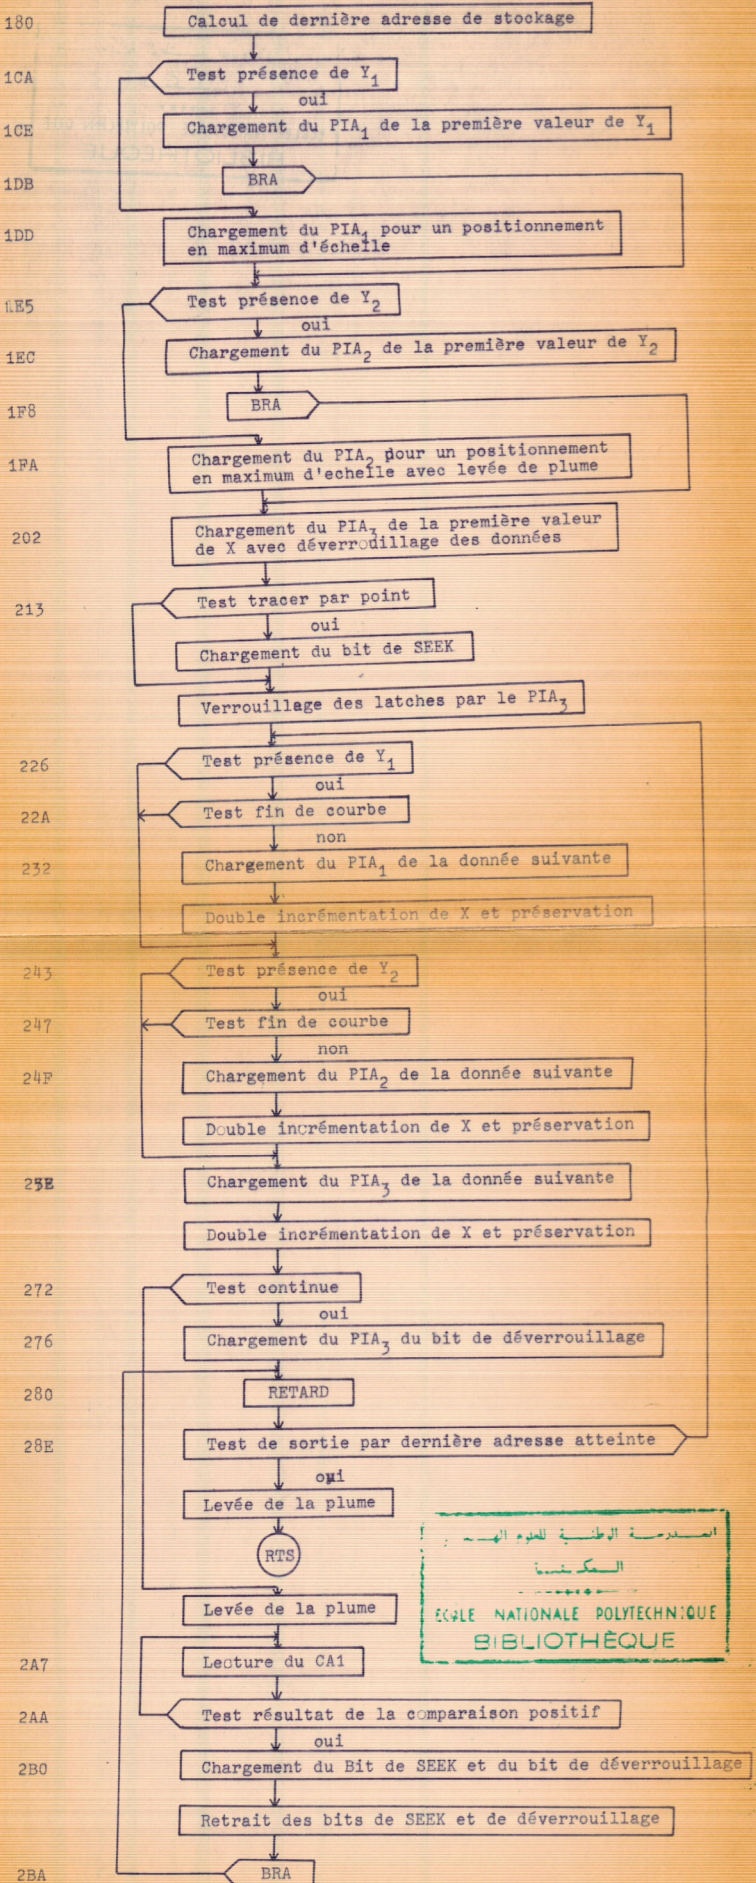 180 Calcul de dernière adresse de stockage
1CA Test présence de Y1
oui
1CE Chargement du PIA1 de la première valeur de Y1
1DB BRA
1DD Chargement du PIA1 pour un positionnement
en maximum d'échelle
1E5 Test présence de Y2
oui
1EC Chargement du PIA2 de la première valeur de Y2
1F8 BRA
1FA Chargement du PIA2 pour un positionnement
en maximum d'echelle avec levée de plume
202 Chargement du PIA3 de la première valeur
de X avec déverrouillage des données
213 Test tracer par point
oui
Chargement du bit de SEEK
Verrouillage des latches par le PIA3
226 Test présence de Y1
oui
22A Test fin de courbe
non
232 Chargement du PIA1 de la donnée suivante
Double incrémentation de X et préservation
243 Test présence de Y2
oui
247 Test fin de courbe
non
24F Chargement du PIA2 de la donnée suivante
Double incrémentation de X et préservation
25E Chargement du PIA3 de la donnée suivante
Double incrémentation de X et préservation
272 Test continue
oui
276 Chargement du PIA3 du bit de déverrouillage
280 RETARD
28E Test de sortie par dernière adresse atteinte
oui
Levée de la plume
RTS
Levée de la plume
المدرسة الوطنية للعلوم
المكتبة
ECOLE NATIONALE POLYTECHNIQUE
BIBLIOTHÈQUE
2A7 Lecture du CA1
2AA Test résultat de la comparaison positif
oui
2B0 Chargement du Bit de SEEK et du bit de déverrouillage
Retrait des bits de SEEK et de déverrouillage
2BA BRA